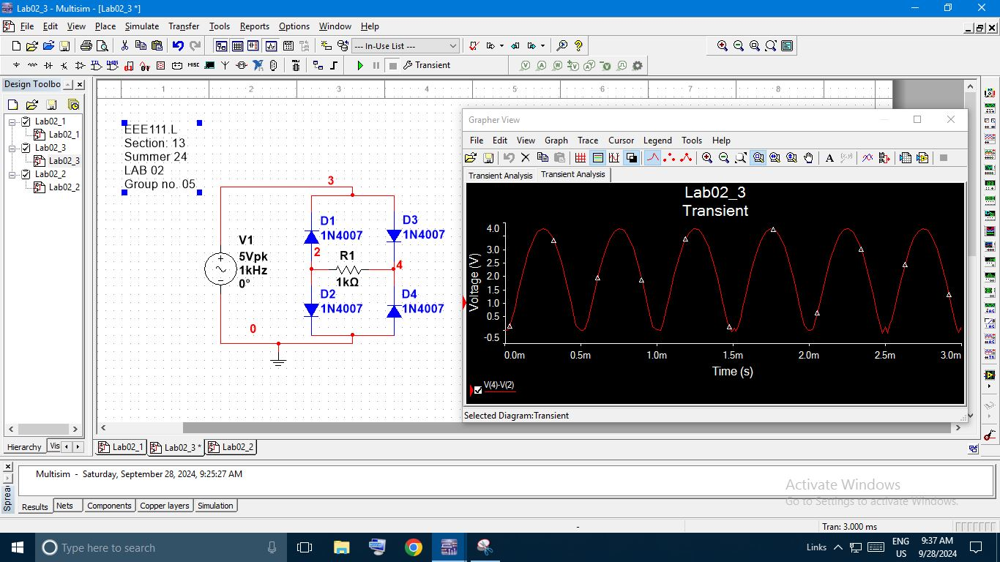 Lab02_3 - Multisim - [Lab02_3 *]
File Edit View Place Simulate Transfer Tools Reports Options Window Help
--- In-Use List ---
MISC
Transient
Design Toolbo
Lab02_1
Lab02_1
Lab02_3
Lab02_3
Lab02_2
Lab02_2
Hierarchy Vis
1 2 3 4 5 6 7 8
EEE111.L
Section: 13
Summer 24
LAB 02
Group no. 05
3
D1
1N4007
D3
1N4007
V1
5Vpk
1kHz
0°
2
R1
1kΩ
4
D2
1N4007
D4
1N4007
0
Grapher View
File Edit View Graph Trace Cursor Legend Tools Help
Transient Analysis Transient Analysis
Lab02_3
Transient
Voltage (V)
4.0
3.0
2.5
2.0
1.5
1.0
0.5
-0.5
0.0m 0.5m 1.0m 1.5m 2.0m 2.5m 3.0m
Time (s)
V(4)-V(2)
Selected Diagram:Transient
Lab02_1 Lab02_3 * Lab02_2
Sprea
Multisim - Saturday, September 28, 2024, 9:25:27 AM
Results Nets Components Copper layers Simulation
Activate Windows
Go to Settings to activate Windows.
- Tran: 3.000 ms
Type here to search
Links
ENG
US
9:37 AM
9/28/2024